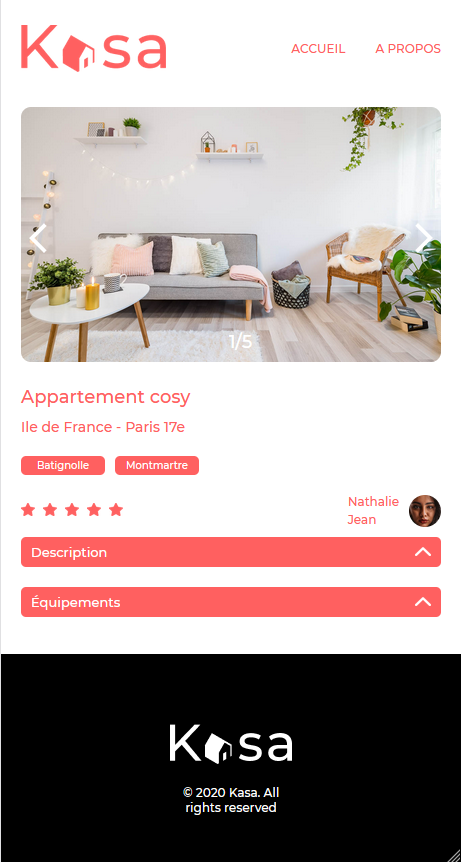 Kasa
ACCUEIL A PROPOS
1/5
Appartement cosy
Ile de France - Paris 17e
Batignolle Montmartre
Nathalie
Jean
Description
Équipements
Kasa
© 2020 Kasa. All
rights reserved